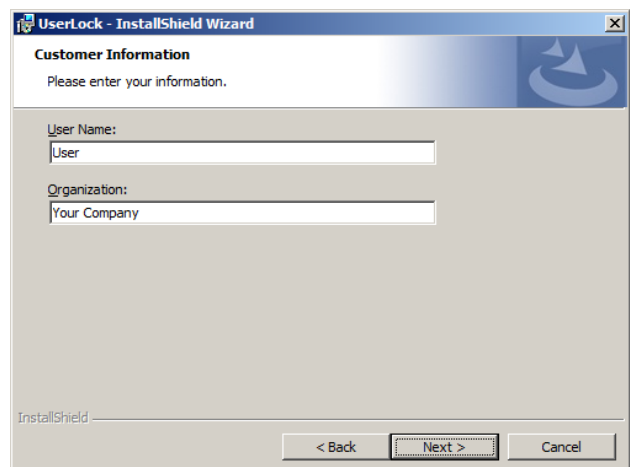 UserLock - InstallShield Wizard
Customer Information
Please enter your information.
User Name:
User
Organization:
Your Company
InstallShield
< Back Next > Cancel